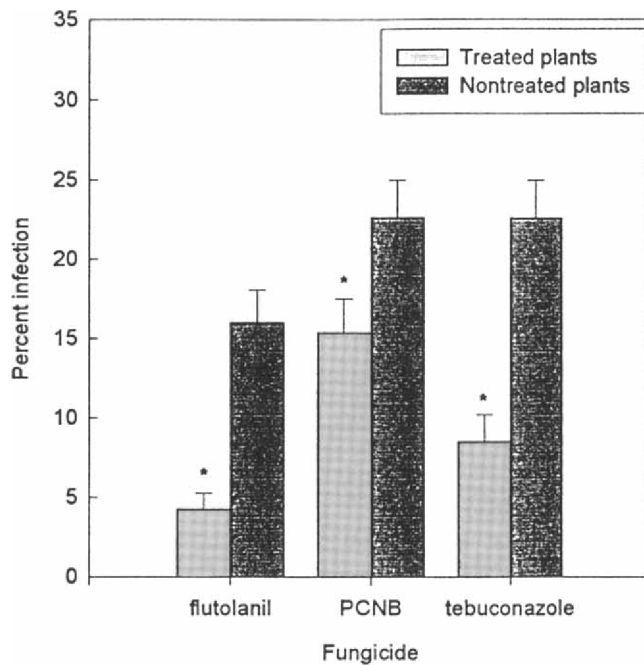 35
30
25
20
15
10
5
0
Percent infection
Treated plants
Nontreated plants
*
*
*
flutolanil PCNB tebuconazole
Fungicide